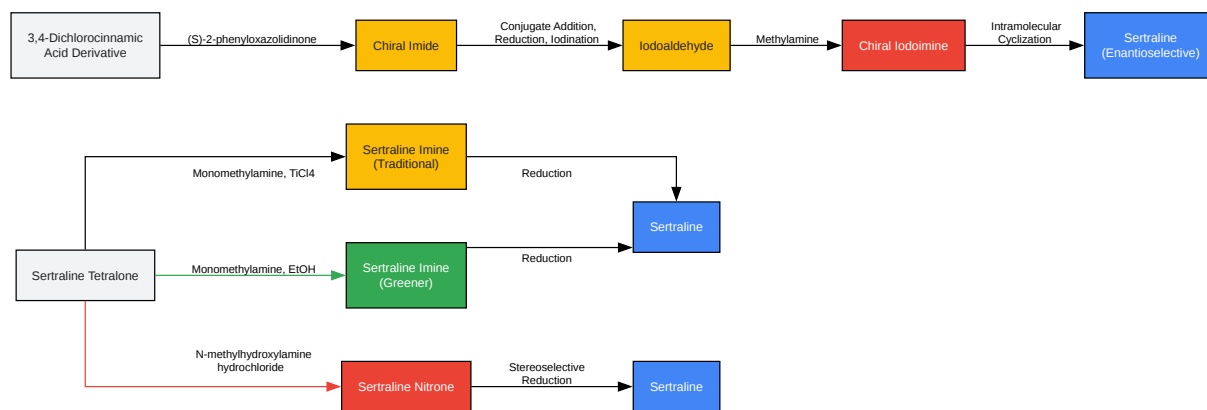 3,4-Dichlorocinnamic
Acid Derivative
(S)-2-phenyloxazolidinone
Chiral Imide
Conjugate Addition,
Reduction, Iodination
Iodoaldehyde
Methylamine
Chiral Iodoimine
Intramolecular
Cyclization
Sertraline
(Enantioselective)
Sertraline Imine
(Traditional)
Monomethylamine, TiCl4
Reduction
Sertraline
Sertraline Tetralone
Monomethylamine, EtOH
Sertraline Imine
(Greener)
Reduction
N-methylhydroxylamine
hydrochloride
Sertraline Nitrone
Stereoselective
Reduction
Sertraline